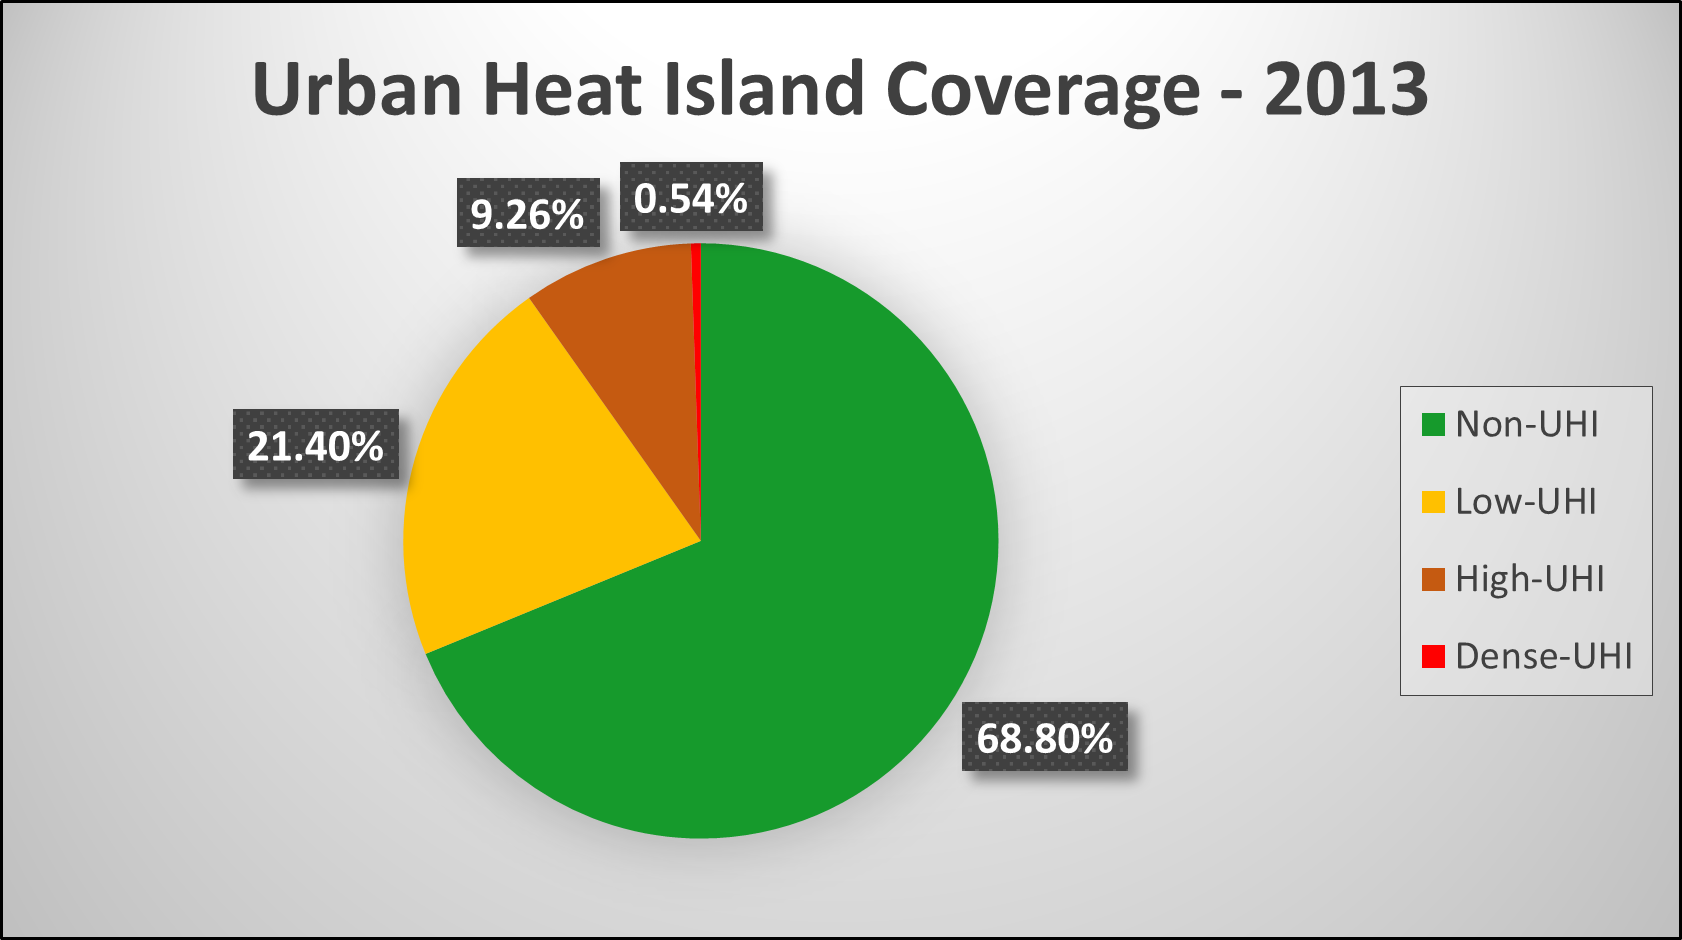 Urban Heat Island Coverage - 2013
0.54%
9.26%
21.40%
68.80%
Non-UHI
Low-UHI
High-UHI
Dense-UHI